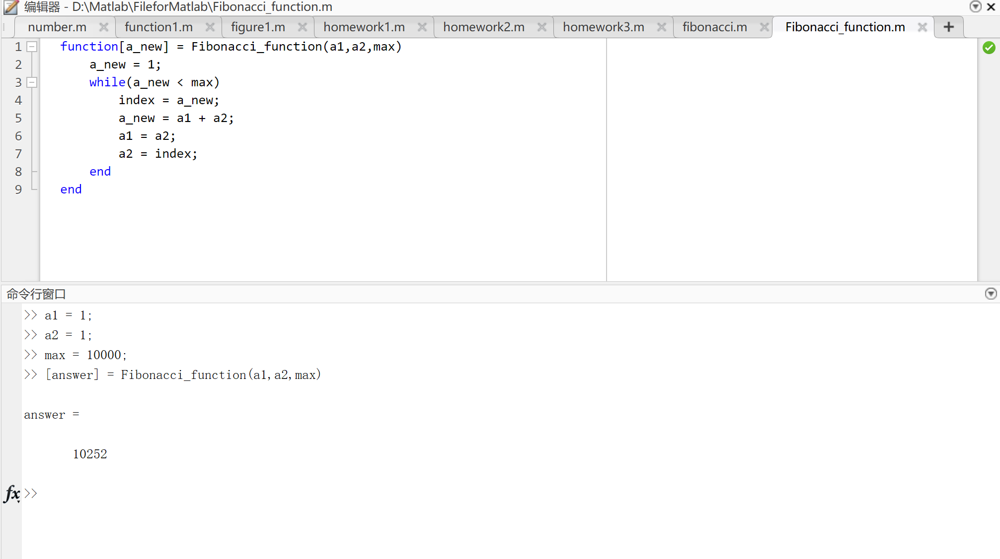 编辑器 - D:\Matlab\FileforMatlab\Fibonacci_function.m
number.m function1.m figure1.m homework1.m homework2.m homework3.m fibonacci.m Fibonacci_function.m
1 function[a_new] = Fibonacci_function(a1,a2,max)
2 a_new = 1;
3 while(a_new < max)
4 index = a_new;
5 a_new = a1 + a2;
6 a1 = a2;
7 a2 = index;
8 end
9 end
命令行窗口
>> a1 = 1;
>> a2 = 1;
>> max = 10000;
>> [answer] = Fibonacci_function(a1,a2,max)
answer =
10252
fx >>